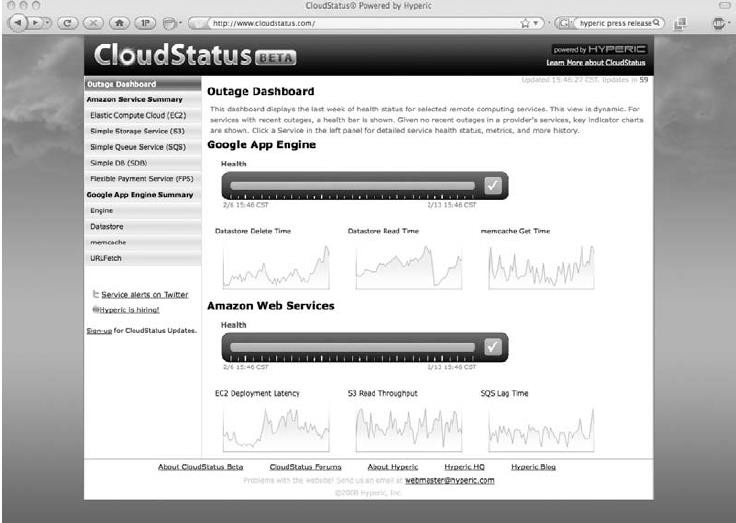 CloudStatus® Powered by Hyperic
http://www.cloudstatus.com/
hyperic press release
CloudStatus BETA
powered by HYPERIC
Learn More about CloudStatus
Updated 15:46:27 CST. Updates in 59
Outage Dashboard
Amazon Service Summary
Elastic Compute Cloud (EC2)
Simple Storage Service (S3)
Simple Queue Service (SQS)
Simple DB (SDB)
Flexible Payment Service (FPS)
Google App Engine Summary
Engine
Datastore
memcache
URLFetch
Service alerts on Twitter
Hyperic is hiring!
Sign-up for CloudStatus Updates.
Outage Dashboard
This dashboard displays the last week of health status for selected remote computing services. This view is dynamic. For
services with recent outages, a health bar is shown. Given no recent outages in a provider's services, key indicator charts
are shown. Click a Service in the left panel for detailed service health status, metrics, and more history.
Google App Engine
Health
2/6 15:46 CST 2/13 15:46 CST
Datastore Delete Time Datastore Read Time memcache Get Time
Amazon Web Services
Health
2/6 15:46 CST 2/13 15:46 CST
EC2 Deployment Latency S3 Read Throughput SQS Lag Time
About CloudStatus Beta CloudStatus Forums About Hyperic Hyperic HQ Hyperic Blog
Problems with the website? Send us an email at webmaster@hyperic.com
©2008 Hyperic, Inc.